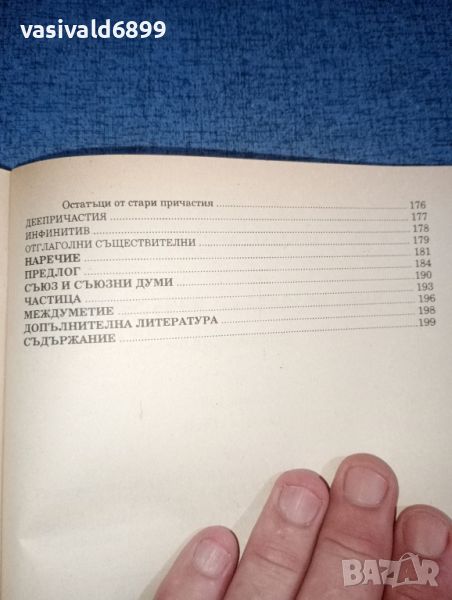 vasivald6899
Остатъци от стари причастия 176
ДЕЕПРИЧАСТИЯ 177
ИНФИНИТИВ 178
ОТГЛАГОЛНИ СЪЩЕСТВИТЕЛНИ 179
НАРЕЧИЕ 181
ПРЕДЛОГ 184
СЪЮЗ И СЪЮЗНИ ДУМИ 190
ЧАСТИЦА 193
МЕЖДУМЕТИЕ 196
ДОПЪЛНИТЕЛНА ЛИТЕРАТУРА 198
СЪДЪРЖАНИЕ 199
BAZAR